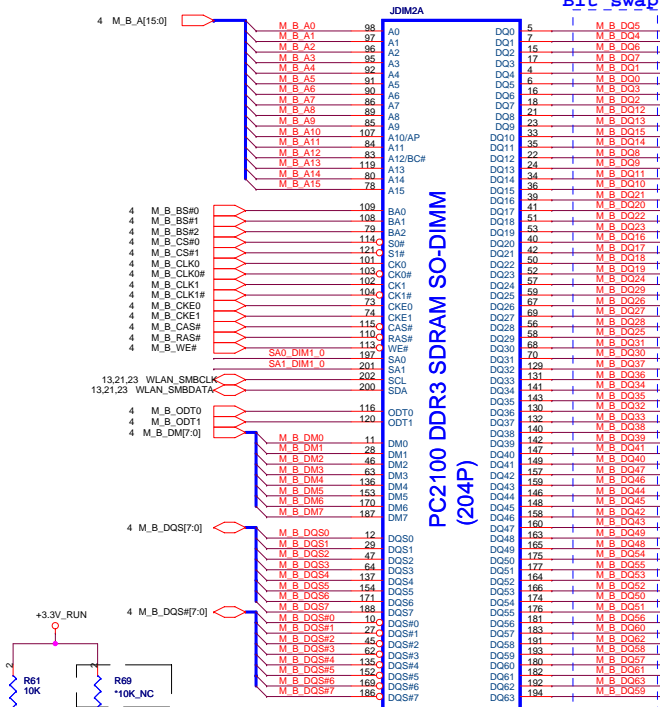 JDIM2A
Bit swap
4 M_B_A[15:0]
M_B_A0 98 A0
M_B_A1 97 A1
M_B_A2 96 A2
M_B_A3 95 A3
M_B_A4 92 A4
M_B_A5 91 A5
M_B_A6 90 A6
M_B_A7 86 A7
M_B_A8 89 A8
M_B_A9 85 A9
M_B_A10 107 A10/AP
M_B_A11 84 A11
M_B_A12 83 A12/BC#
M_B_A13 119 A13
M_B_A14 80 A14
M_B_A15 78 A15
4 M_B_BS#0 109 BA0
4 M_B_BS#1 108 BA1
4 M_B_BS#2 79 BA2
4 M_B_CS#0 114 S0#
4 M_B_CS#1 121 S1#
4 M_B_CLK0 101 CK0
4 M_B_CLK0# 103 CK0#
4 M_B_CLK1 102 CK1
4 M_B_CLK1# 104 CK1#
4 M_B_CKE0 73 CKE0
4 M_B_CKE1 74 CKE1
4 M_B_CAS# 115 CAS#
4 M_B_RAS# 110 RAS#
4 M_B_WE# 113 WE#
SA0_DIM1_0 197 SA0
SA1_DIM1_0 201 SA1
13,21,23 WLAN_SMBCLK 202 SCL
13,21,23 WLAN_SMBDATA 200 SDA
4 M_B_ODT0 116 ODT0
4 M_B_ODT1 120 ODT1
4 M_B_DM[7:0]
M_B_DM0 11 DM0
M_B_DM1 28 DM1
M_B_DM2 46 DM2
M_B_DM3 63 DM3
M_B_DM4 136 DM4
M_B_DM5 153 DM5
M_B_DM6 170 DM6
M_B_DM7 187 DM7
4 M_B_DQS[7:0]
M_B_DQS0 12 DQS0
M_B_DQS1 29 DQS1
M_B_DQS2 47 DQS2
M_B_DQS3 64 DQS3
M_B_DQS4 137 DQS4
M_B_DQS5 154 DQS5
M_B_DQS6 171 DQS6
M_B_DQS7 188 DQS7
4 M_B_DQS#[7:0]
M_B_DQS#0 10 DQS#0
M_B_DQS#1 27 DQS#1
M_B_DQS#2 45 DQS#2
M_B_DQS#3 62 DQS#3
M_B_DQS#4 135 DQS#4
M_B_DQS#5 152 DQS#5
M_B_DQS#6 169 DQS#6
M_B_DQS#7 186 DQS#7
+3.3V_RUN
2 R61
10K
2 R69
*10K_NC
PC2100 DDR3 SDRAM SO-DIMM
(204P)
DQ0 5 M_B_DQ5
DQ1 7 M_B_DQ4
DQ2 15 M_B_DQ6
DQ3 17 M_B_DQ7
DQ4 4 M_B_DQ1
DQ5 6 M_B_DQ0
DQ6 16 M_B_DQ3
DQ7 18 M_B_DQ2
DQ8 21 M_B_DQ12
DQ9 23 M_B_DQ13
DQ10 33 M_B_DQ15
DQ11 35 M_B_DQ14
DQ12 22 M_B_DQ8
DQ13 24 M_B_DQ9
DQ14 34 M_B_DQ11
DQ15 36 M_B_DQ10
DQ16 39 M_B_DQ21
DQ17 41 M_B_DQ20
DQ18 51 M_B_DQ22
DQ19 53 M_B_DQ23
DQ20 40 M_B_DQ16
DQ21 42 M_B_DQ17
DQ22 50 M_B_DQ18
DQ23 52 M_B_DQ19
DQ24 57 M_B_DQ24
DQ25 59 M_B_DQ29
DQ26 67 M_B_DQ26
DQ27 69 M_B_DQ27
DQ28 56 M_B_DQ28
DQ29 58 M_B_DQ25
DQ30 68 M_B_DQ31
DQ31 70 M_B_DQ30
DQ32 129 M_B_DQ37
DQ33 131 M_B_DQ36
DQ34 141 M_B_DQ35
DQ35 143 M_B_DQ34
DQ36 130 M_B_DQ32
DQ37 132 M_B_DQ33
DQ38 140 M_B_DQ38
DQ39 142 M_B_DQ39
DQ40 147 M_B_DQ41
DQ41 149 M_B_DQ40
DQ42 157 M_B_DQ47
DQ43 159 M_B_DQ46
DQ44 146 M_B_DQ44
DQ45 148 M_B_DQ45
DQ46 158 M_B_DQ42
DQ47 160 M_B_DQ43
DQ48 163 M_B_DQ49
DQ49 165 M_B_DQ48
DQ50 175 M_B_DQ54
DQ51 177 M_B_DQ55
DQ52 164 M_B_DQ53
DQ53 166 M_B_DQ52
DQ54 174 M_B_DQ50
DQ55 176 M_B_DQ51
DQ56 181 M_B_DQ56
DQ57 183 M_B_DQ60
DQ58 191 M_B_DQ62
DQ59 193 M_B_DQ58
DQ60 180 M_B_DQ57
DQ61 182 M_B_DQ61
DQ62 192 M_B_DQ63
DQ63 194 M_B_DQ59